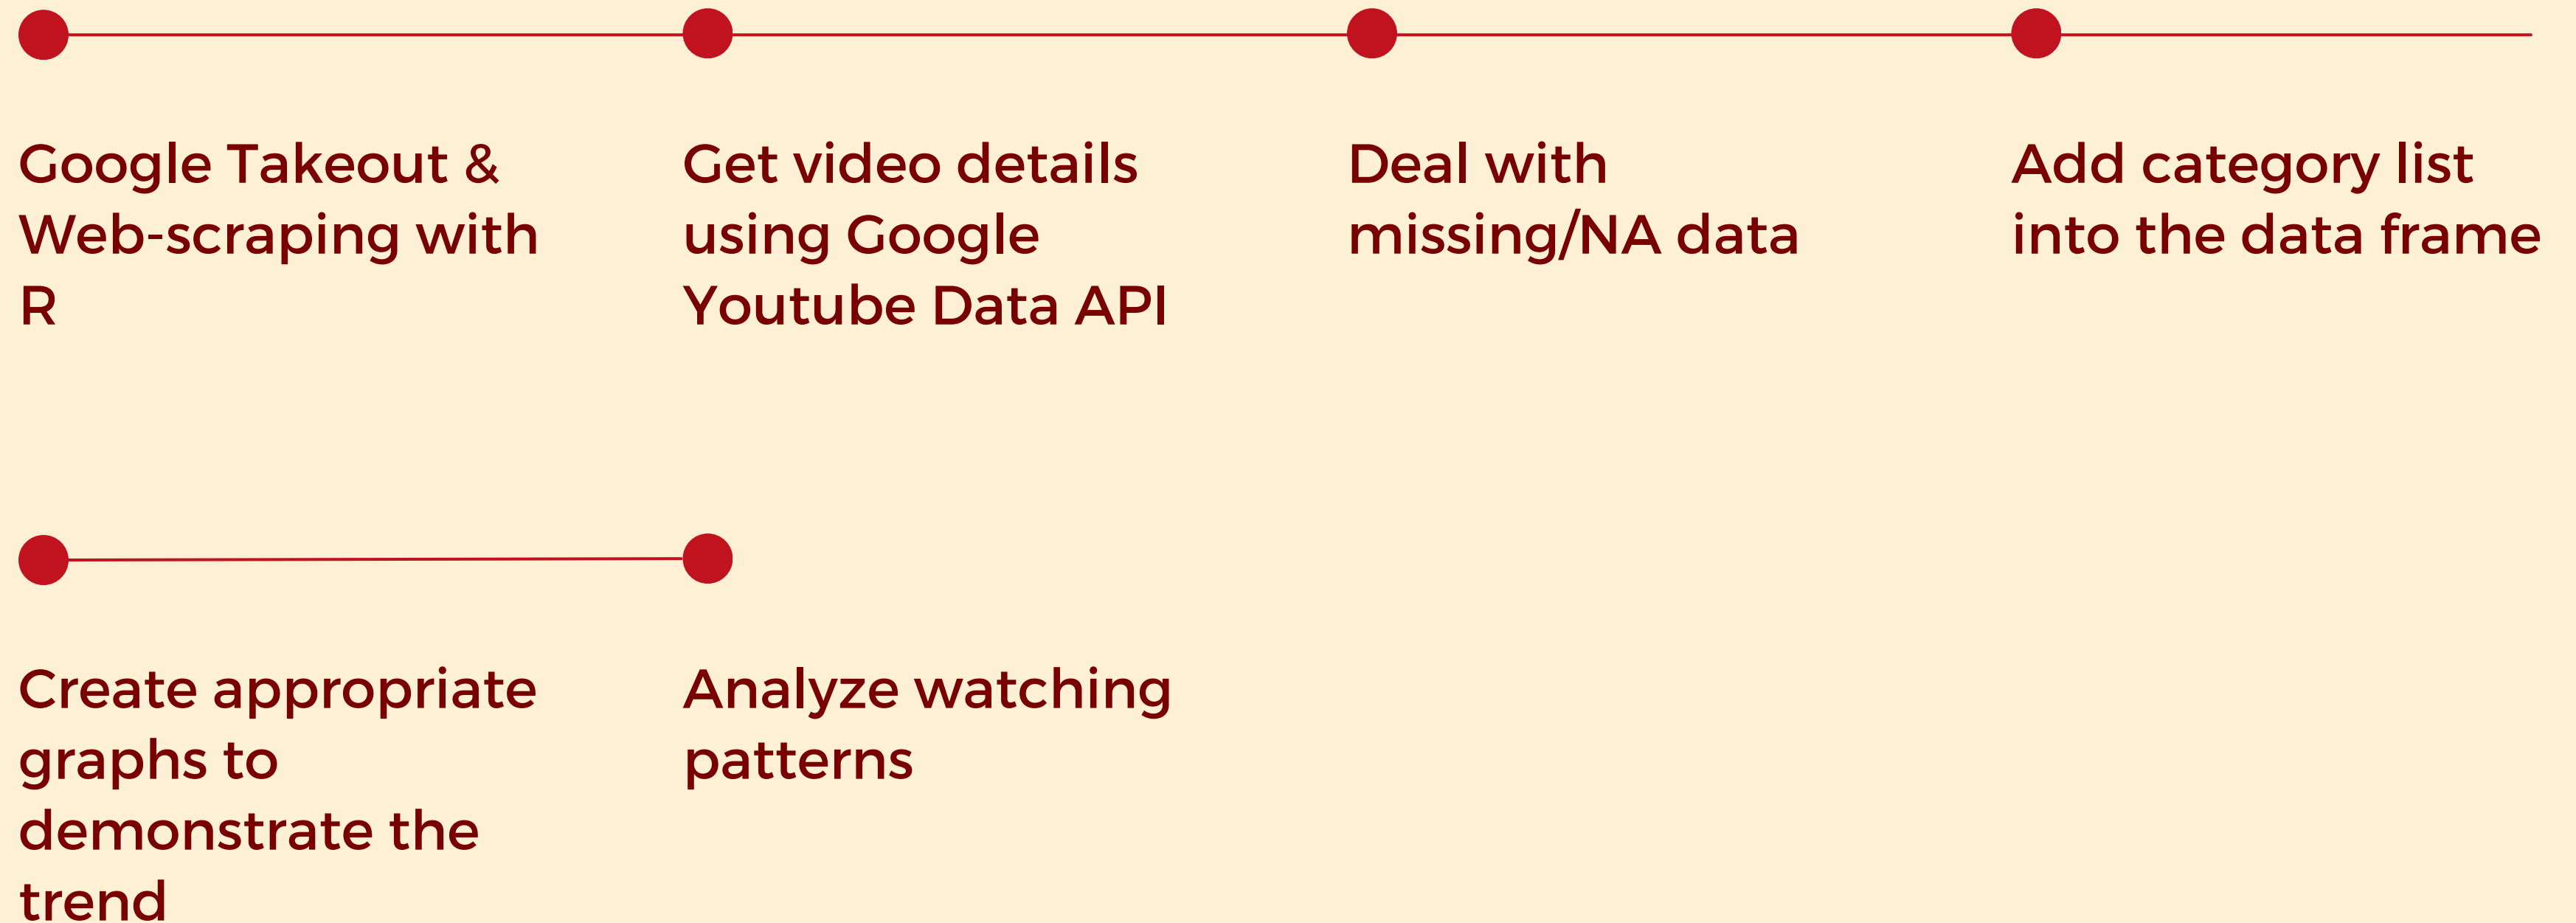 Google Takeout &
Web-scraping with
R
Get video details
using Google
Youtube Data API
Deal with
missing/NA data
Add category list
into the data frame
Create appropriate
graphs to
demonstrate the
trend
Analyze watching
patterns